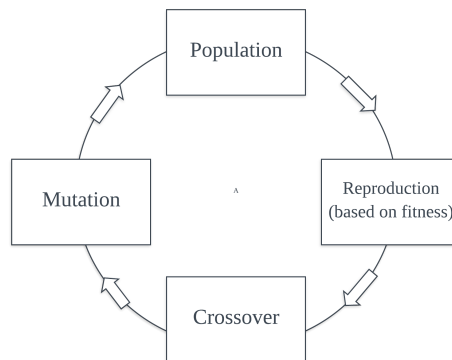 Population
Reproduction
(based on fitness)
Crossover
Mutation